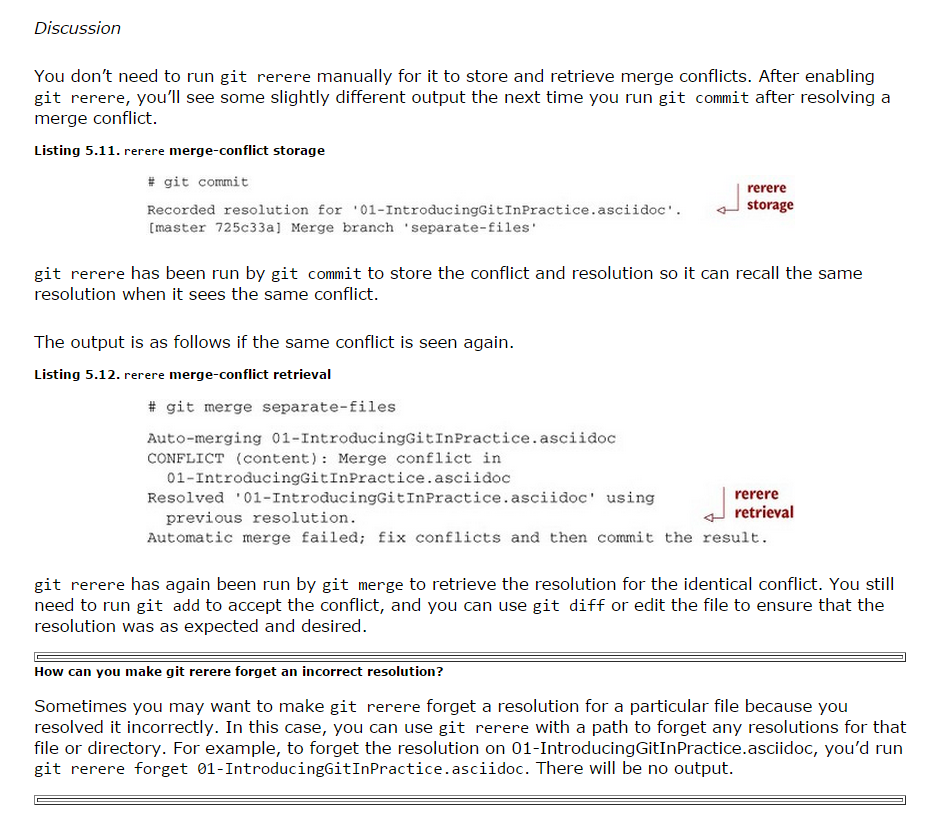 Discussion
You don’t need to run git rerere manually for it to store and retrieve merge conflicts. After enabling
git rerere, you’ll see some slightly different output the next time you run git commit after resolving a
merge conflict.
Listing 5.11. rerere merge-conflict storage
# git commit
Recorded resolution for '01-IntroducingGitInPractice.asciidoc'.
[master 725c33a] Merge branch 'separate-files'
rerere
storage
git rerere has been run by git commit to store the conflict and resolution so it can recall the same
resolution when it sees the same conflict.
The output is as follows if the same conflict is seen again.
Listing 5.12. rerere merge-conflict retrieval
# git merge separate-files
Auto-merging 01-IntroducingGitInPractice.asciidoc
CONFLICT (content): Merge conflict in
01-IntroducingGitInPractice.asciidoc
Resolved '01-IntroducingGitInPractice.asciidoc' using
previous resolution.
Automatic merge failed; fix conflicts and then commit the result.
rerere
retrieval
git rerere has again been run by git merge to retrieve the resolution for the identical conflict. You still
need to run git add to accept the conflict, and you can use git diff or edit the file to ensure that the
resolution was as expected and desired.
How can you make git rerere forget an incorrect resolution?
Sometimes you may want to make git rerere forget a resolution for a particular file because you
resolved it incorrectly. In this case, you can use git rerere with a path to forget any resolutions for that
file or directory. For example, to forget the resolution on 01-IntroducingGitInPractice.asciidoc, you’d run
git rerere forget 01-IntroducingGitInPractice.asciidoc. There will be no output.